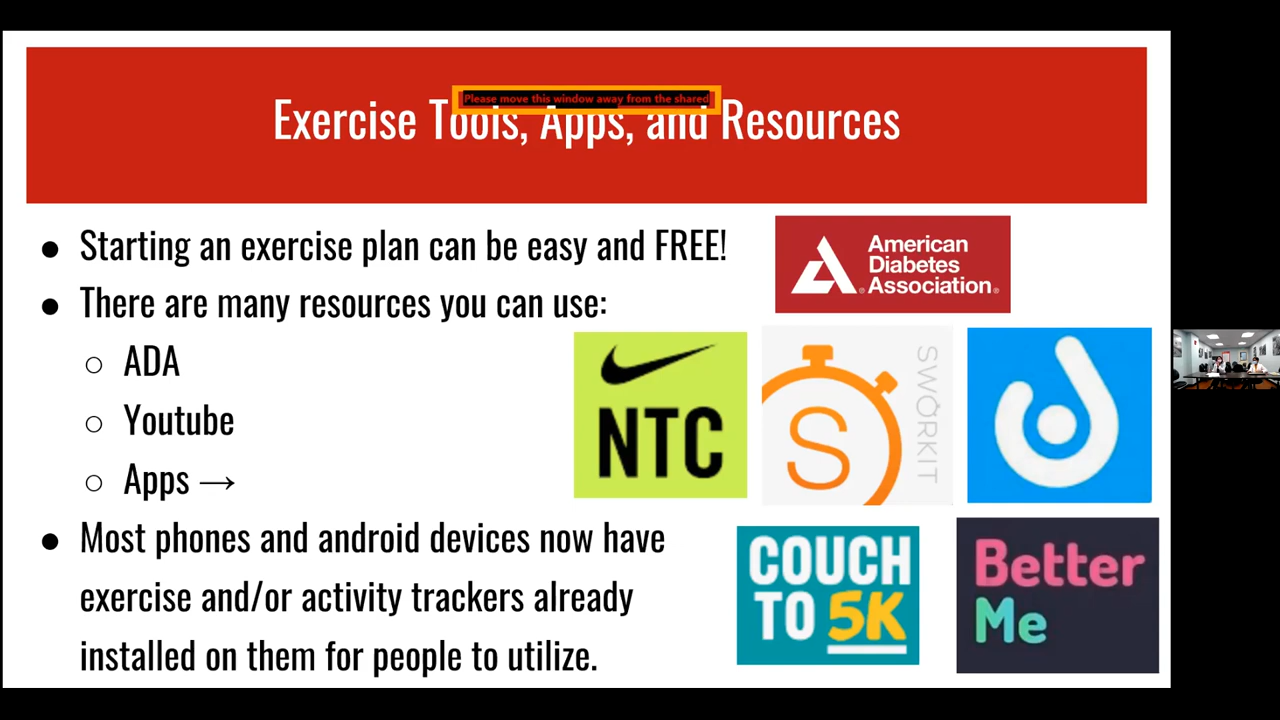 Please move this window away from the shared
Exercise Tools, Apps, and Resources
● Starting an exercise plan can be easy and FREE!
● There are many resources you can use:
○ ADA
○ Youtube
○ Apps →
● Most phones and android devices now have
exercise and/or activity trackers already
installed on them for people to utilize.
American
Diabetes
Association®
NTC
S
SWORKIT
COUCH
TO 5K
Better
Me